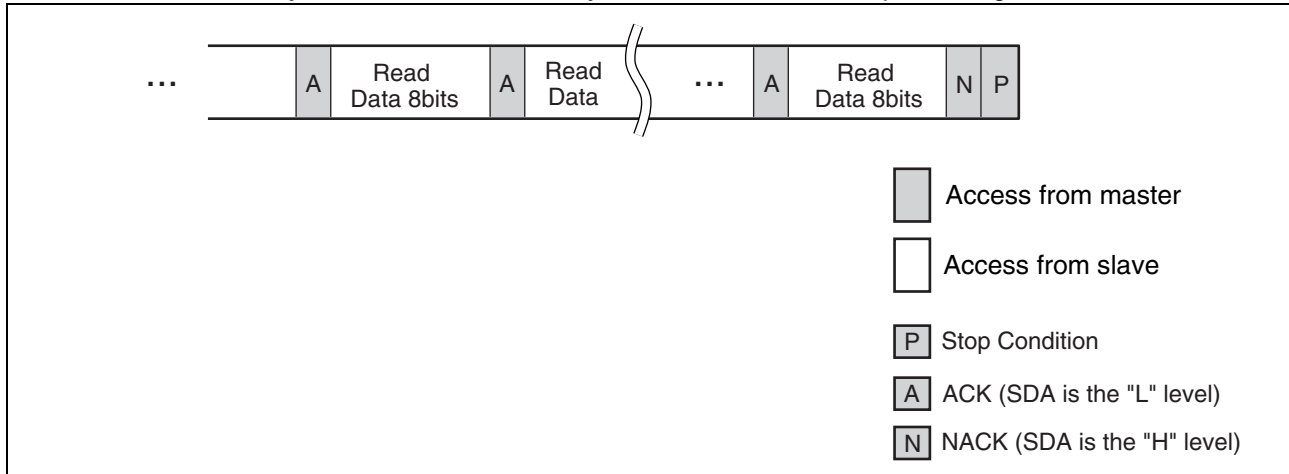 ... A Read Data 8bits A Read Data ... A Read Data 8bits N P
Access from master
Access from slave
P Stop Condition
A ACK (SDA is the "L" level)
N NACK (SDA is the "H" level)